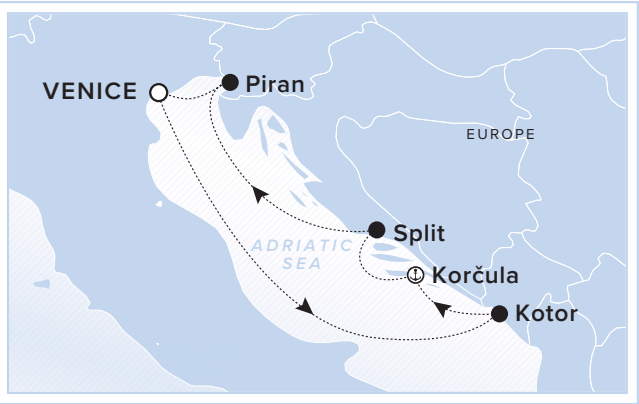 VENICE
Piran
EUROPE
Split
ADRIATIC
SEA
Korčula
Kotor